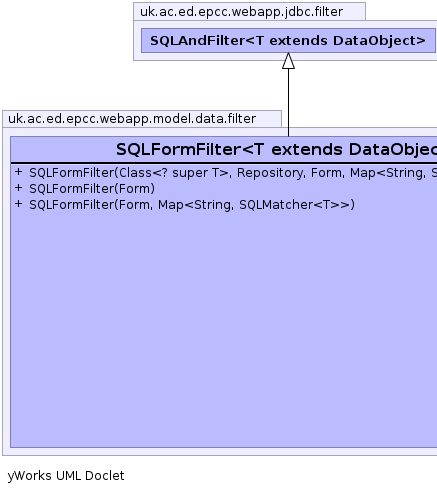 uk.ac.ed.epcc.webapp.jdbc.filter
SQLAndFilter<T extends DataObject>
uk.ac.ed.epcc.webapp.model.data.filter
SQLFormFilter<T extends DataObjec
+ SQLFormFilter(Class<? super T>, Repository, Form, Map<String, S
+ SQLFormFilter(Form)
+ SQLFormFilter(Form, Map<String, SQLMatcher<T>>)
yWorks UML Doclet